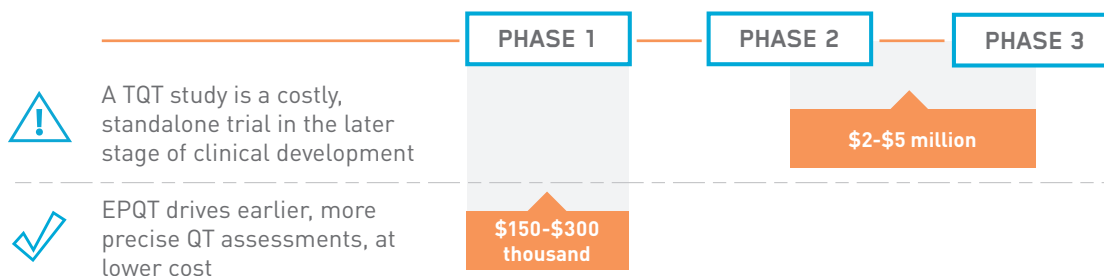 PHASE 1
PHASE 2
PHASE 3
A TQT study is a costly,
standalone trial in the later
stage of clinical development
$2-$5 million
EPQT drives earlier, more
precise QT assessments, at
lower cost
$150-$300
thousand